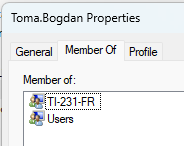 Toma.Bogdan Properties
General Member Of Profile
Member of:
TI-231-FR
Users